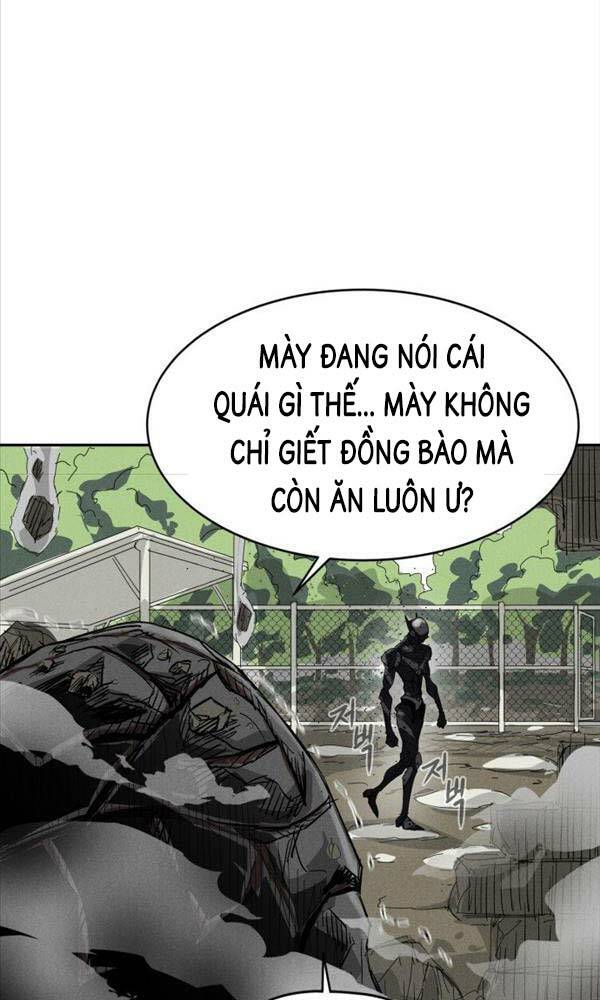 MÀY ĐANG NÓI CÁI
QUÁI GÌ THẾ... MÀY KHÔNG
CHỈ GIẾT ĐỒNG BÀO MÀ
CÒN ĂN LUÔN Ư?
저벅
저벅